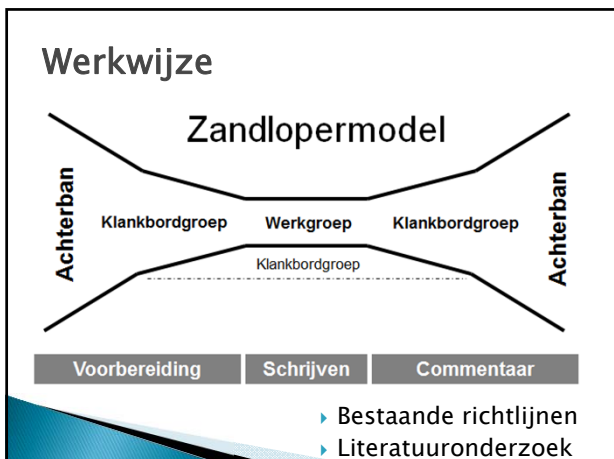 Werkwijze
Zandlopermodel
Achterban
Klankbordgroep Werkgroep Klankbordgroep
Achterban
Klankbordgroep
Voorbereiding Schrijven Commentaar
Bestaande richtlijnen
Literatuuronderzoek